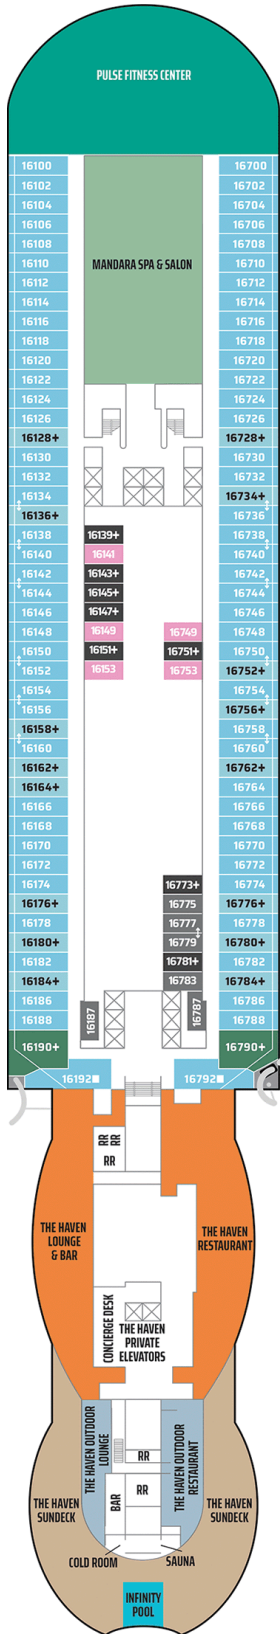 PULSE FITNESS CENTER
16100 16700
16102 16702
16104 16704
16106 16706
16108 MANDARA SPA & SALON 16708
16110 16710
16112 16712
16114 16714
16116 16716
16118 16718
16120 16720
16122 16722
16124 16724
16126 16726
16128+ 16728+
16130 16730
16132 16732
16134 16734+
16136+ 16736
16138 16139+ 16738
16140 16141 16740
16142 16143+ 16742
16144 16145+ 16744
16146 16147+ 16746
16148 16149 16749 16748
16150 16151+ 16751+ 16750
16152 16153 16753 16752+
16154 16754
16156 16756+
16158+ 16758
16160 16760
16162+ 16762+
16164+ 16764
16166 16766
16168 16768
16170 16770
16172 16772
16174 16773+ 16774
16176+ 16775 16776+
16178 16777 16778
16180+ 16779 16780+
16182 16781+ 16782
16184+ 16783 16784+
16186 16187 16787 16786
16188 16788
16190+ 16790+
16192 16792
RR RR
RR
THE HAVEN
LOUNGE
& BAR
THE HAVEN
RESTAURANT
CONCIERGE DESK
THE HAVEN
PRIVATE
ELEVATORS
THE HAVEN OUTDOOR
LOUNGE
RR
RR
BAR
THE HAVEN OUTDOOR
RESTAURANT
THE HAVEN
SUNDECK
THE HAVEN
SUNDECK
COLD ROOM
SAUNA
INFINITY
POOL